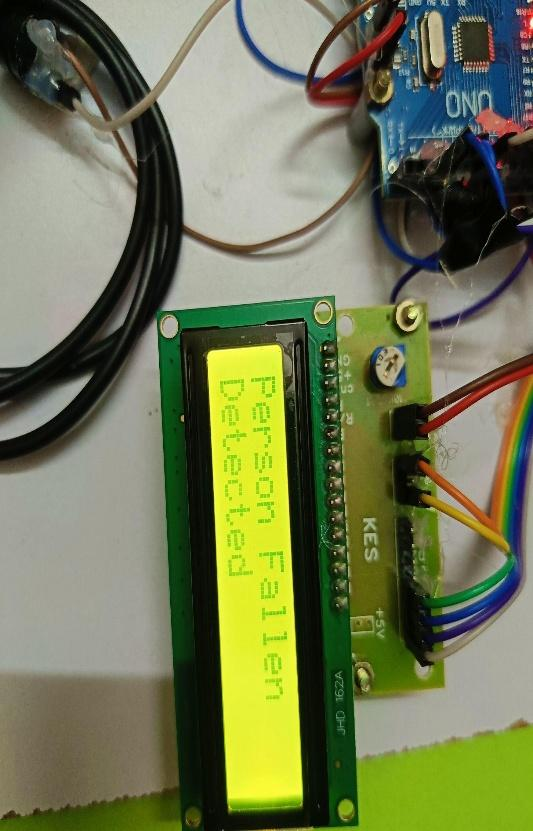 Person Fallen
Detected
KES
+5V
JHD 162A
UNO